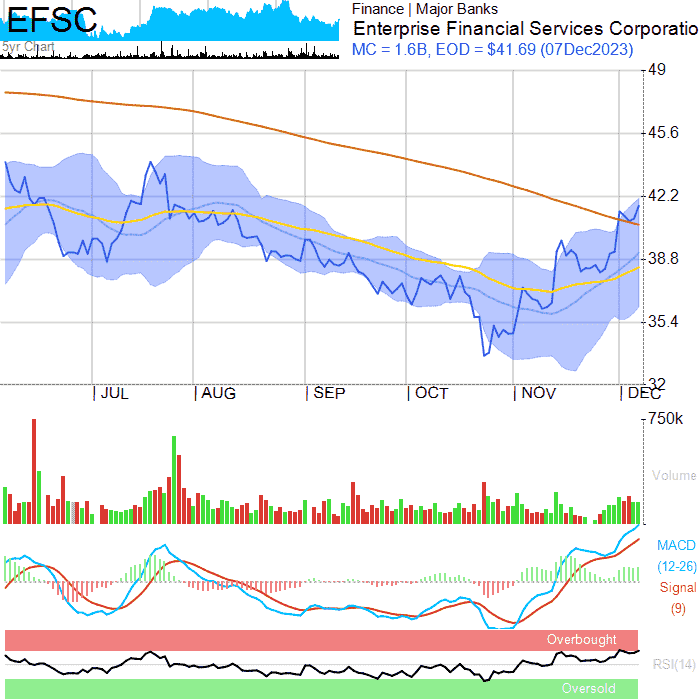 EFSC
5yr Chart
Finance | Major Banks
Enterprise Financial Services Corporatio
MC = 1.6B, EOD = $41.69 (07Dec2023)
49
45.6
42.2
38.8
35.4
32
| JUL | AUG | SEP | OCT | NOV | DEC
750k
Volume
MACD
(12-26)
Signal
(9)
Overbought
RSI(14)
Oversold